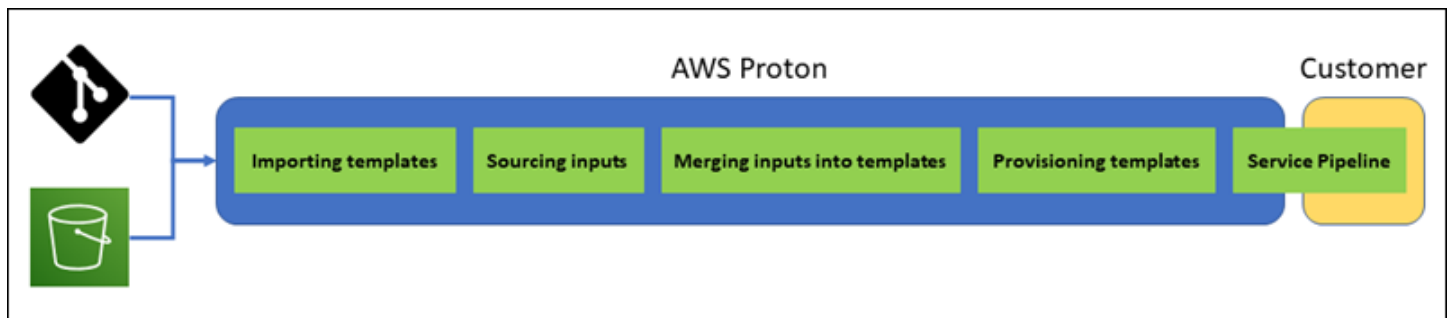 AWS Proton
Customer
Importing templates
Sourcing inputs
Merging inputs into templates
Provisioning templates
Service Pipeline